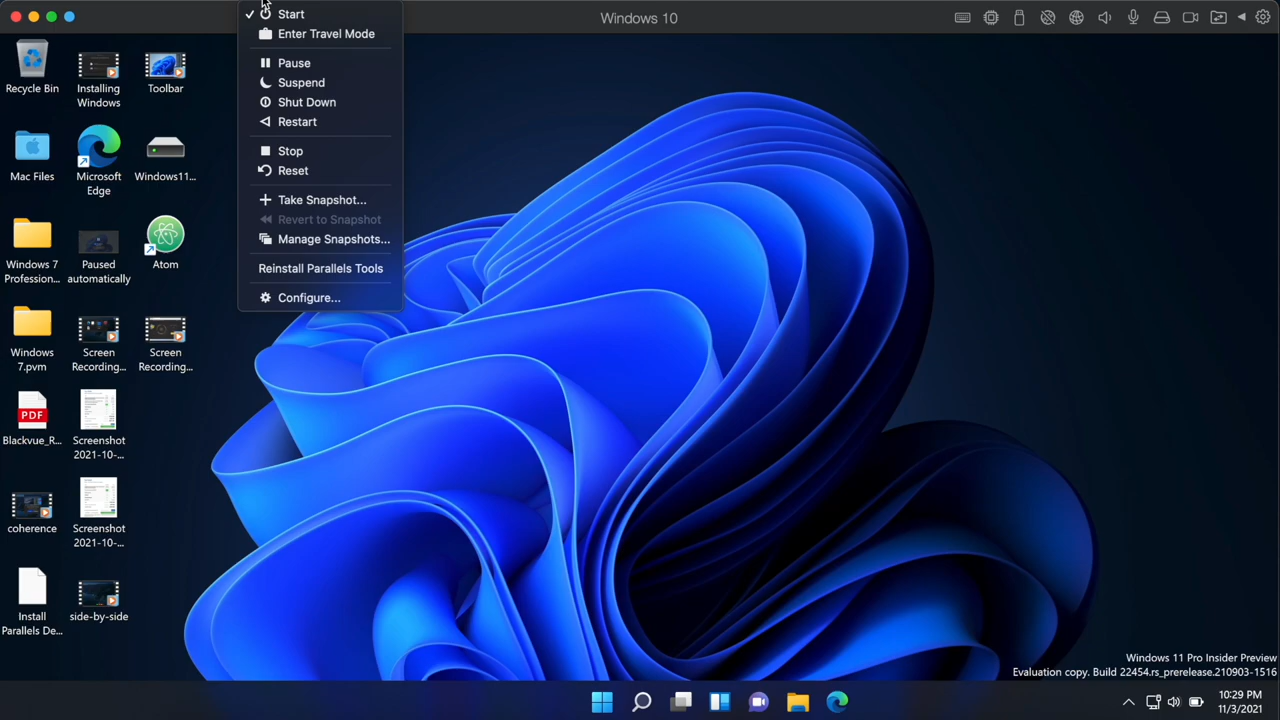 Windows 10
Start
Enter Travel Mode
Pause
Suspend
Shut Down
Restart
Stop
Reset
Take Snapshot...
Revert to Snapshot
Manage Snapshots...
Reinstall Parallels Tools
Configure...
Recycle Bin
Installing
Windows
Toolbar
Mac Files
Microsoft
Edge
Windows11...
Windows 7
Profession...
Paused
automatically
Atom
Windows
7.pvm
Screen
Recording...
Screen
Recording...
PDF
Blackvue_R...
Screenshot
2021-10-...
coherence
Screenshot
2021-10-...
Install
Parallels De...
side-by-side
Windows 11 Pro Insider Preview
Evaluation copy. Build 22454.rs_prerelease.210903-1516
10:29 PM
11/3/2021